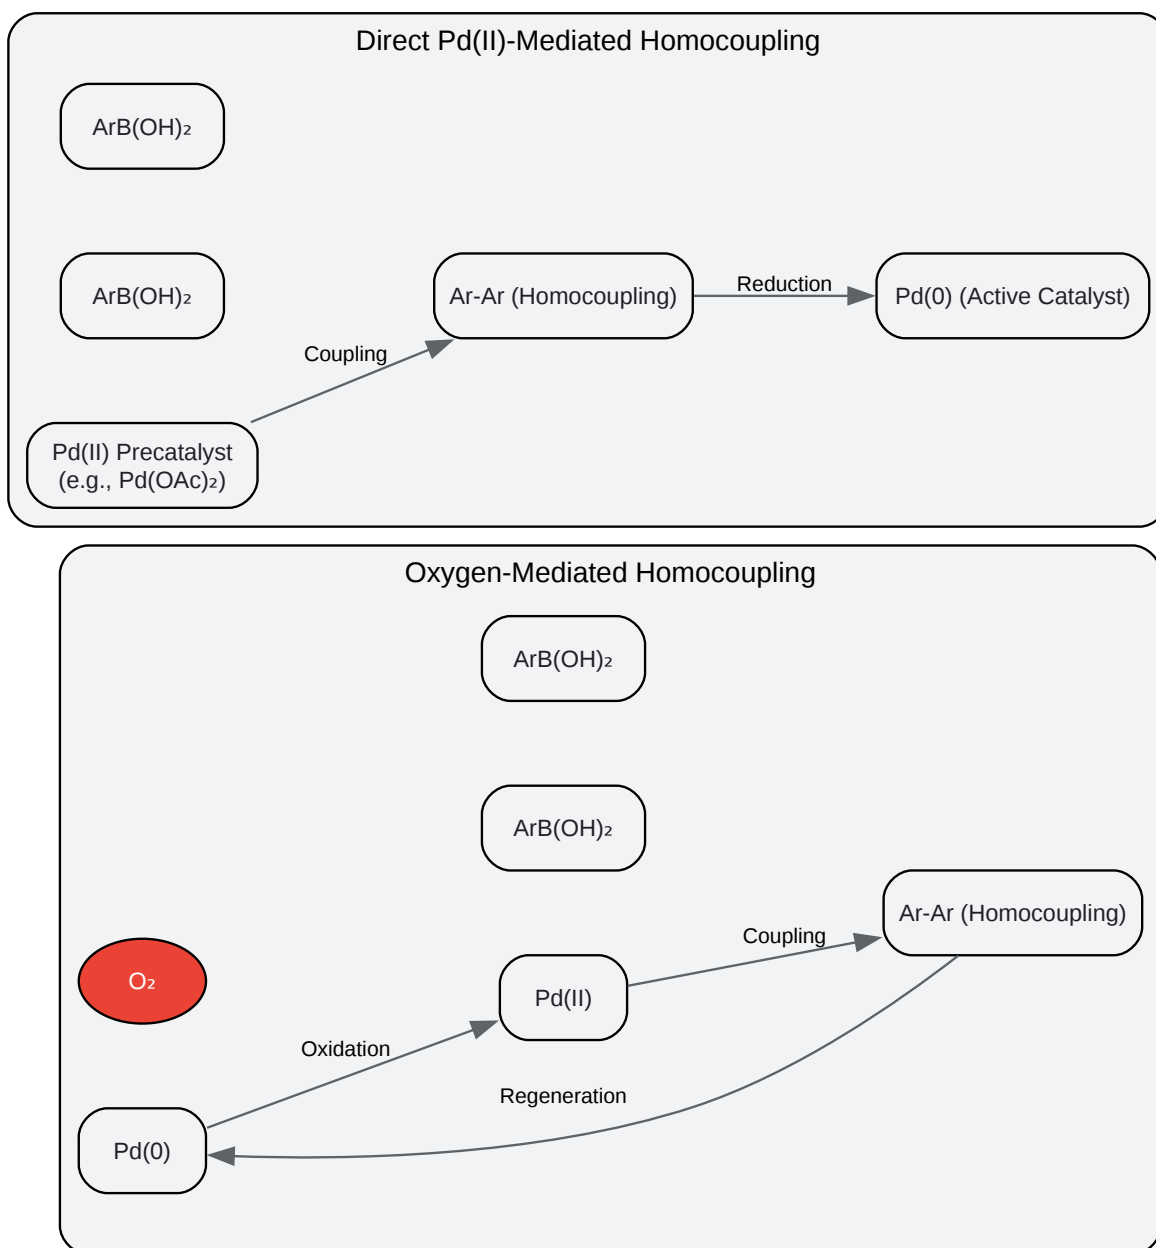 Direct Pd(II)-Mediated Homocoupling
ArB(OH)₂
ArB(OH)₂
Ar-Ar (Homocoupling)
Reduction
Pd(0) (Active Catalyst)
Coupling
Pd(II) Precatalyst
(e.g., Pd(OAc)₂)
Oxygen-Mediated Homocoupling
ArB(OH)₂
ArB(OH)₂
Ar-Ar (Homocoupling)
Coupling
O₂
Pd(II)
Oxidation
Regeneration
Pd(0)